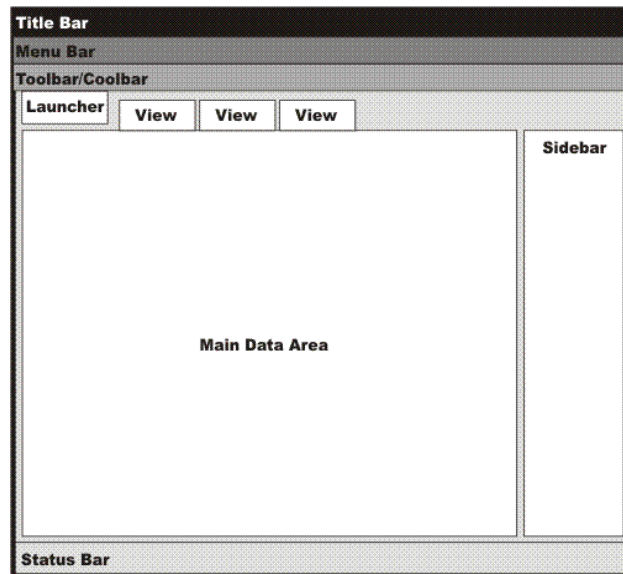 Title Bar
Menu Bar
Toolbar/Coolbar
Launcher
View View View
Sidebar
Main Data Area
Status Bar